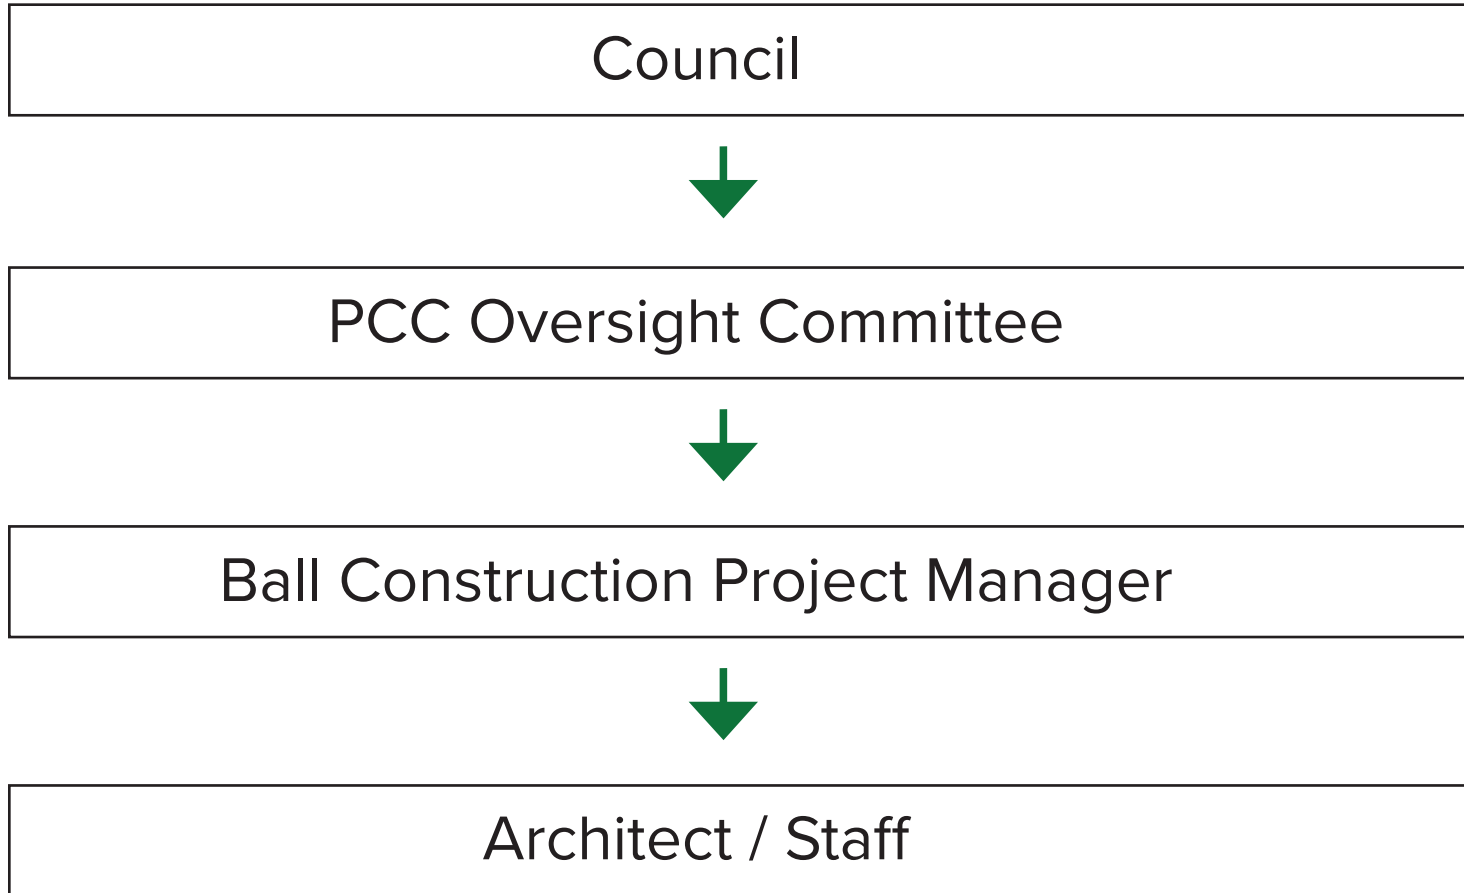 Council
PCC Oversight Committee
Ball Construction Project Manager
Architect / Staff